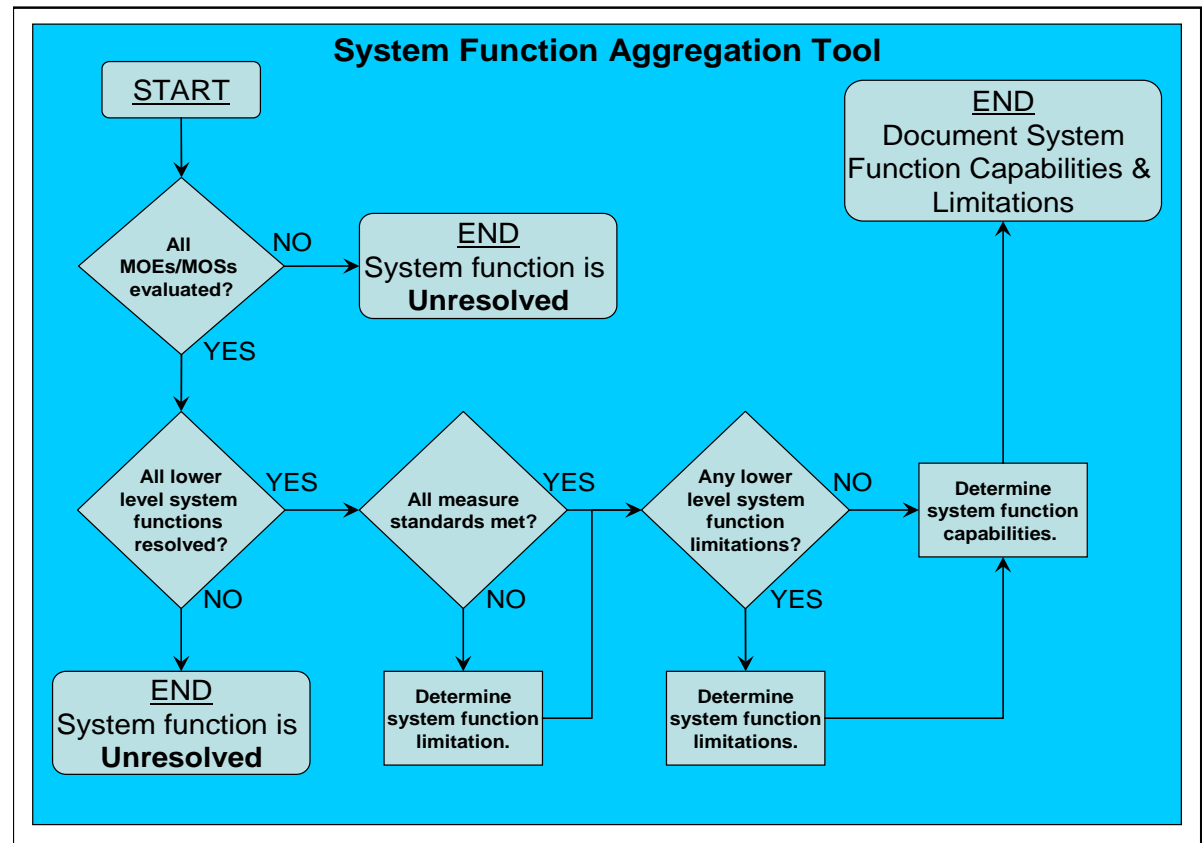 System Function Aggregation Tool
START
END
Document System
Function Capabilities &
Limitations
All
MOEs/MOSs
evaluated?
NO
END
System function is
Unresolved
YES
All lower
level system
functions
resolved?
YES
All measure
standards met?
YES
Any lower
level system
function
limitations?
NO
Determine
system function
capabilities.
NO
NO
YES
END
System function is
Unresolved
Determine
system function
limitation.
Determine
system function
limitations.